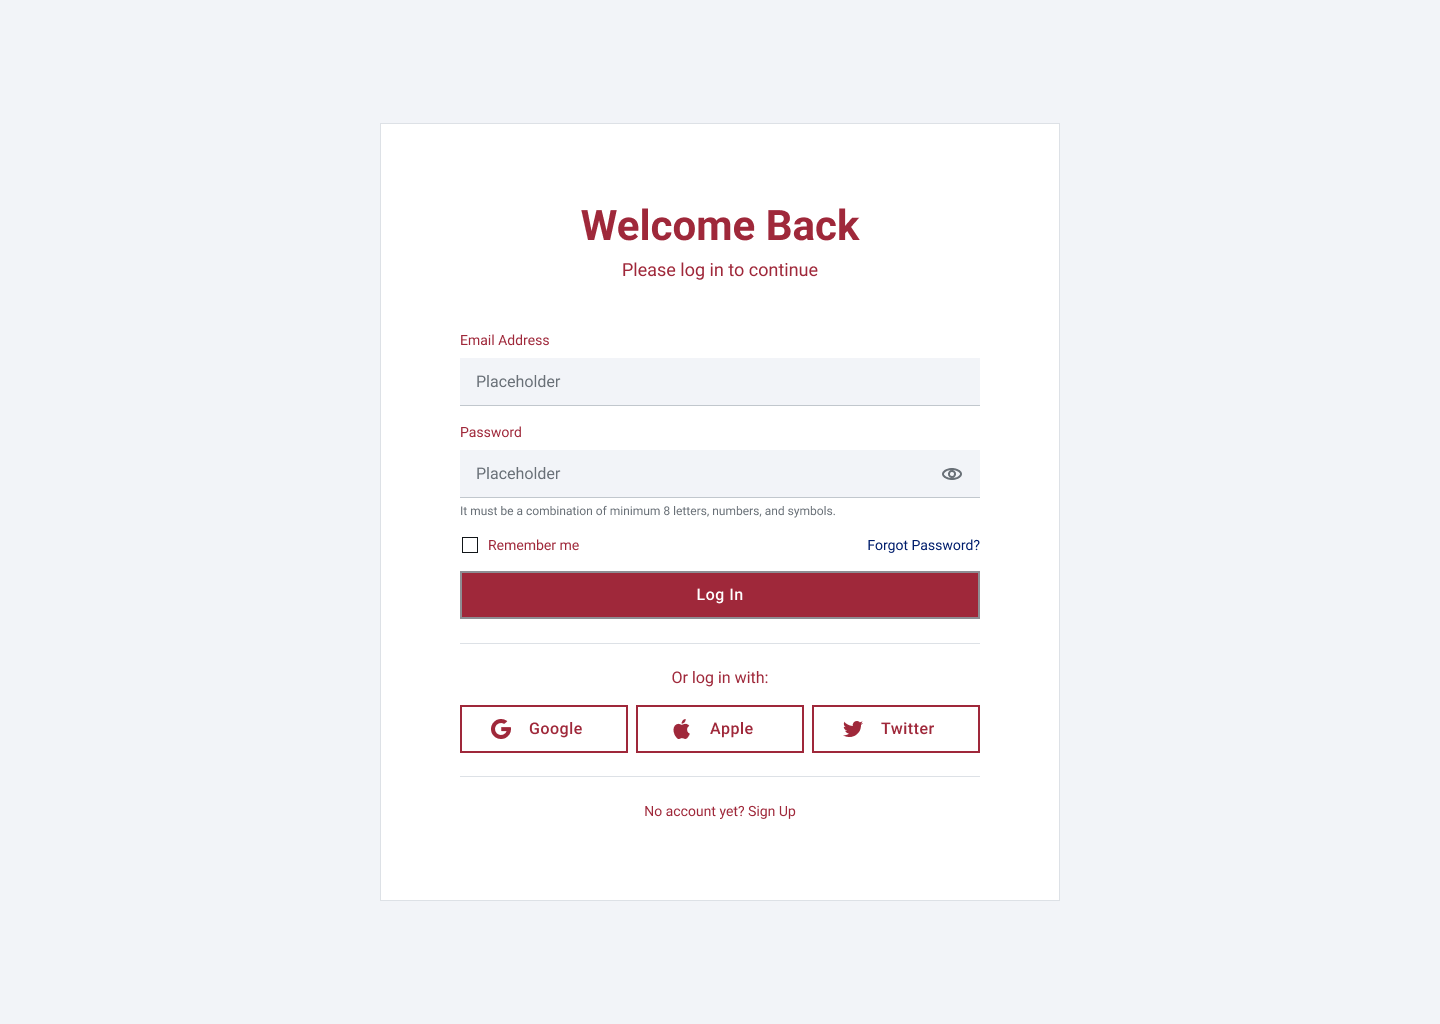 Welcome Back
Please log in to continue
Email Address
Placeholder
Password
Placeholder
It must be a combination of minimum 8 letters, numbers, and symbols.
Remember me
Forgot Password?
Log In
Or log in with:
Google
Apple
Twitter
No account yet? Sign Up